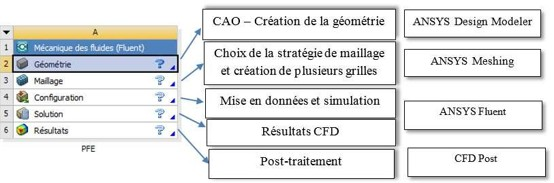 A
1 Mécanique des fluides (Fluent)
2 Géométrie ?
3 Maillage ?
4 Configuration ?
5 Solution ?
6 Résultats ?
PFE
CAO – Création de la géométrie
Choix de la stratégie de maillage
et création de plusieurs grilles
Mise en données et simulation
Résultats CFD
Post-traitement
ANSYS Design Modeler
ANSYS Meshing
ANSYS Fluent
CFD Post